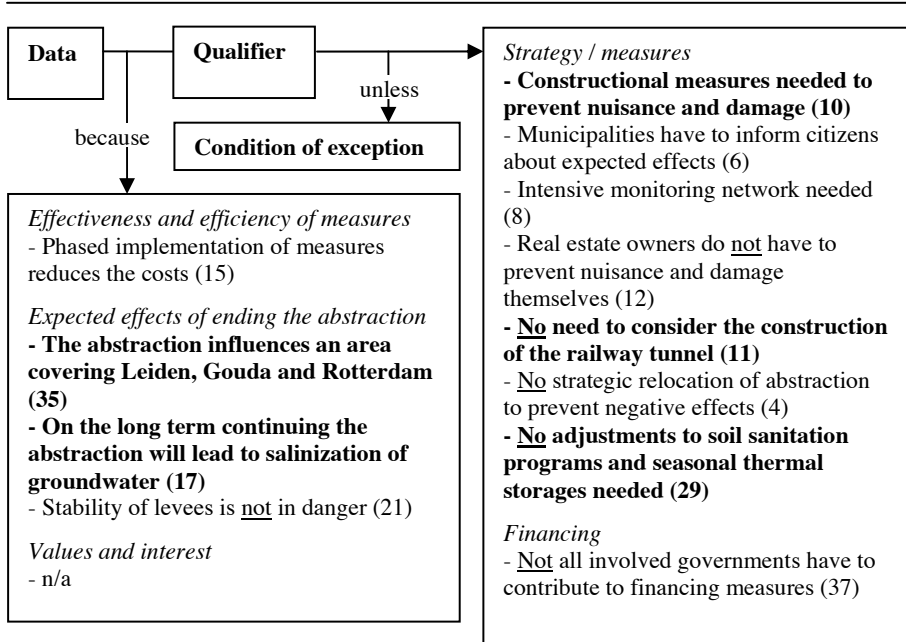 Data
Qualifier
unless
because
Condition of exception
Effectiveness and efficiency of measures
- Phased implementation of measures
reduces the costs (15)
Expected effects of ending the abstraction
- The abstraction influences an area
covering Leiden, Gouda and Rotterdam
(35)
- On the long term continuing the
abstraction will lead to salinization of
groundwater (17)
- Stability of levees is not in danger (21)
Values and interest
- n/a
Strategy / measures
- Constructional measures needed to
prevent nuisance and damage (10)
- Municipalities have to inform citizens
about expected effects (6)
- Intensive monitoring network needed
(8)
- Real estate owners do not have to
prevent nuisance and damage
themselves (12)
- No need to consider the construction
of the railway tunnel (11)
- No strategic relocation of abstraction
to prevent negative effects (4)
- No adjustments to soil sanitation
programs and seasonal thermal
storages needed (29)
Financing
- Not all involved governments have to
contribute to financing measures (37)